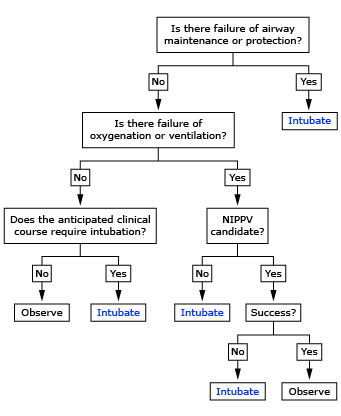 Is there failure of airway
maintenance or protection?
No
Yes
Intubate
Is there failure of
oxygenation or ventilation?
No
Yes
Does the anticipated clinical
course require intubation?
NIPPV
candidate?
No
Yes
No
Yes
Observe
Intubate
Intubate
Success?
No
Yes
Intubate
Observe